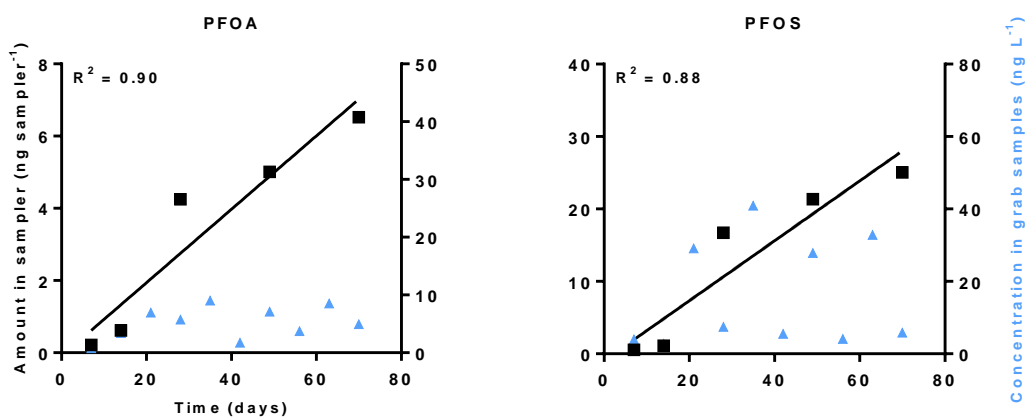 PFOA
PFOS
R² = 0.90
R² = 0.88
Amount in sampler (ng sampler⁻¹)
8
6
4
2
0
50
40
30
20
10
0
0 20 40 60 80
Time (days)
40
30
20
10
0
80
60
40
20
0
0 20 40 60 80
Concentration in grab samples (ng L⁻¹)